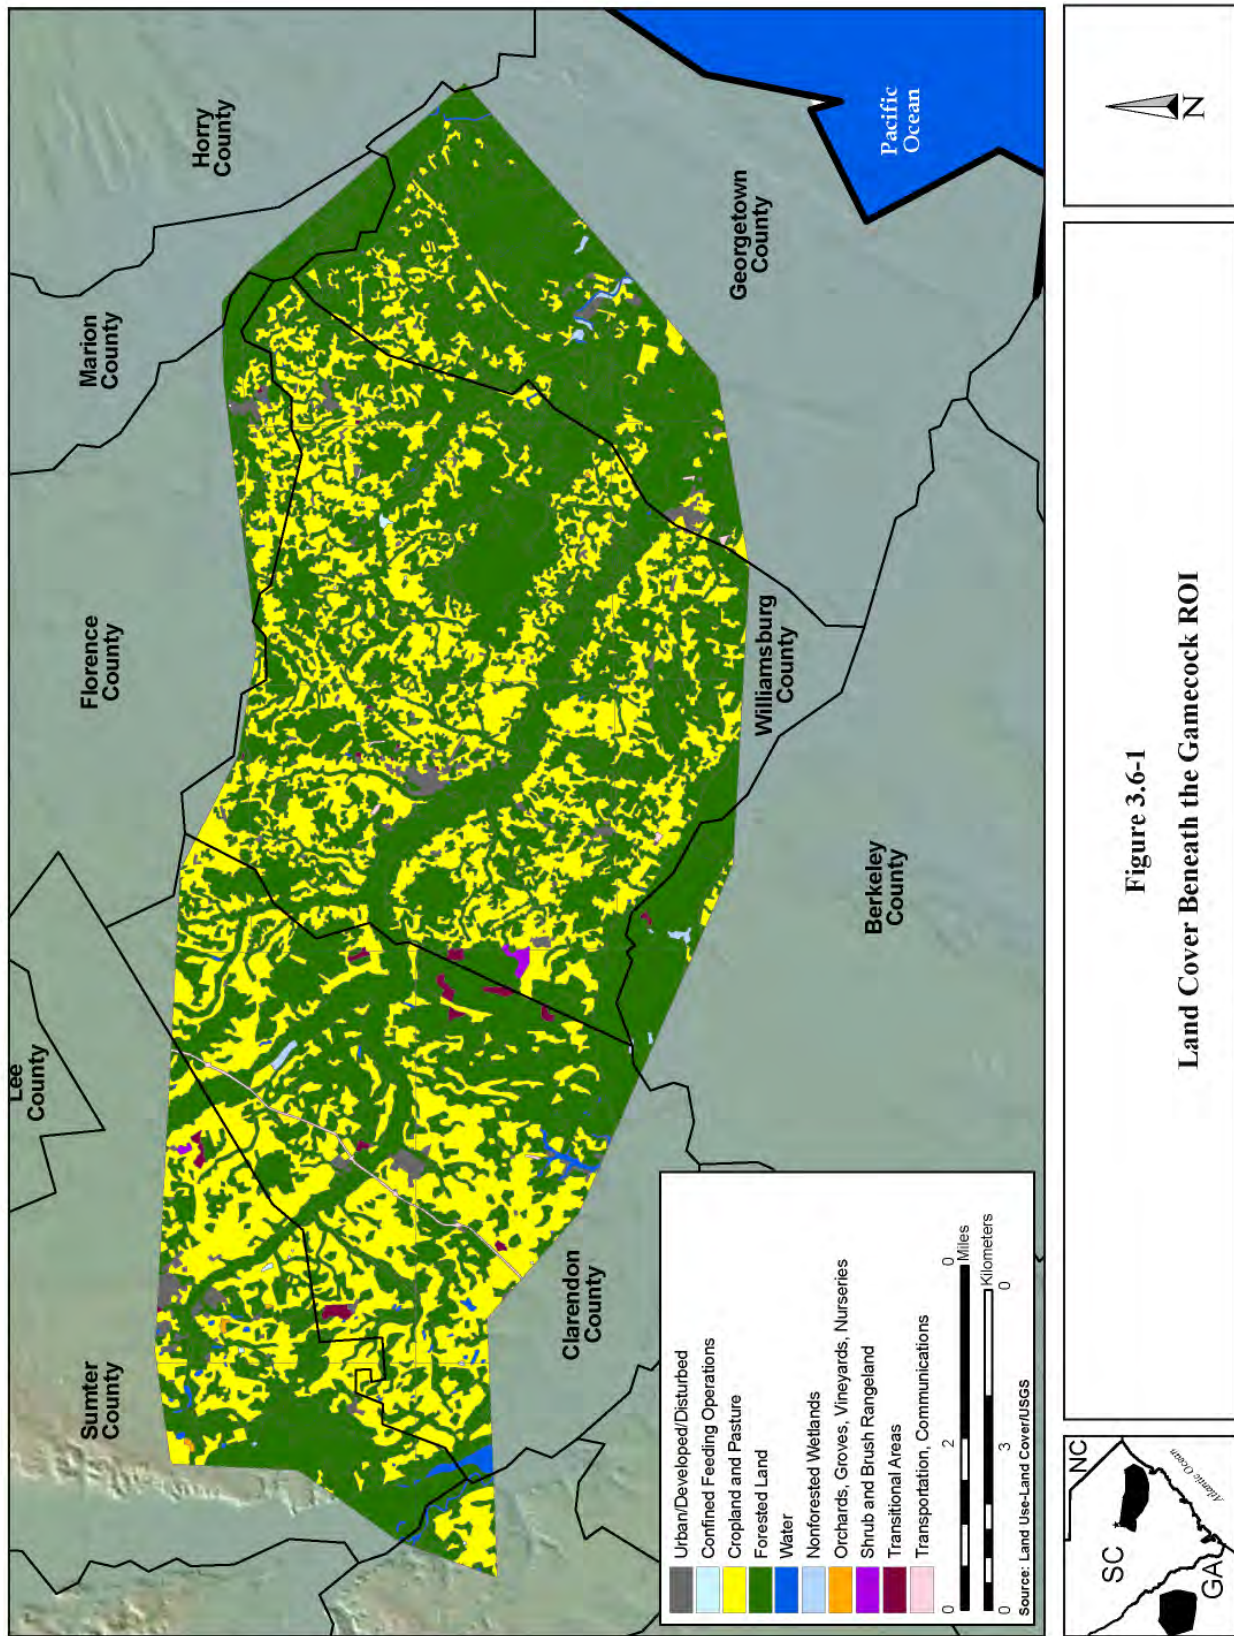 Lee
County
Sumter
County
Florence
County
Marion
County
Horry
County
Clarendon
County
Williamsburg
County
Berkeley
County
Georgetown
County
Pacific
Ocean
Urban/Developed/Disturbed
Confined Feeding Operations
Cropland and Pasture
Forested Land
Water
Nonforested Wetlands
Orchards, Groves, Vineyards, Nurseries
Shrub and Brush Rangeland
Transitional Areas
Transportation, Communications
0 2 0
Miles
Kilometers
0 3 0
Source: Land Use-Land Cover/USGS
NC
SC
GA
Atlantic Ocean
Figure 3.6-1
Land Cover Beneath the Gamecock ROI
N